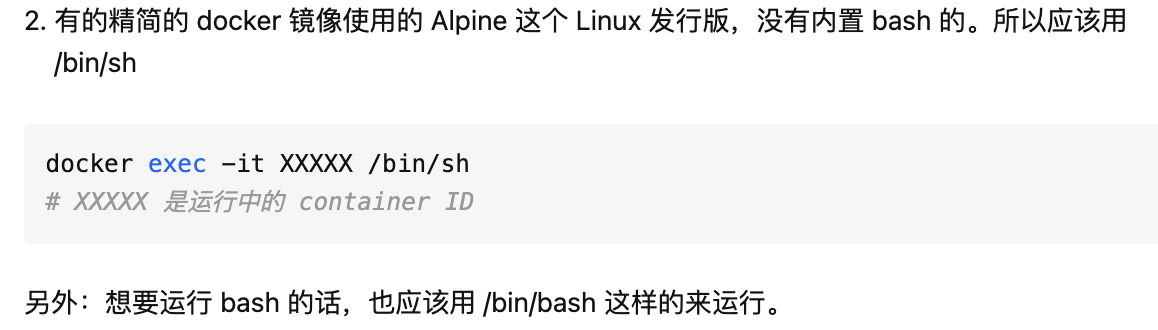 2. 有的精简的 docker 镜像使用的 Alpine 这个 Linux 发行版，没有内置 bash 的。所以应该用
/bin/sh
docker exec -it XXXXX /bin/sh
# XXXXX 是运行中的 container ID
另外：想要运行 bash 的话，也应该用 /bin/bash 这样的来运行。